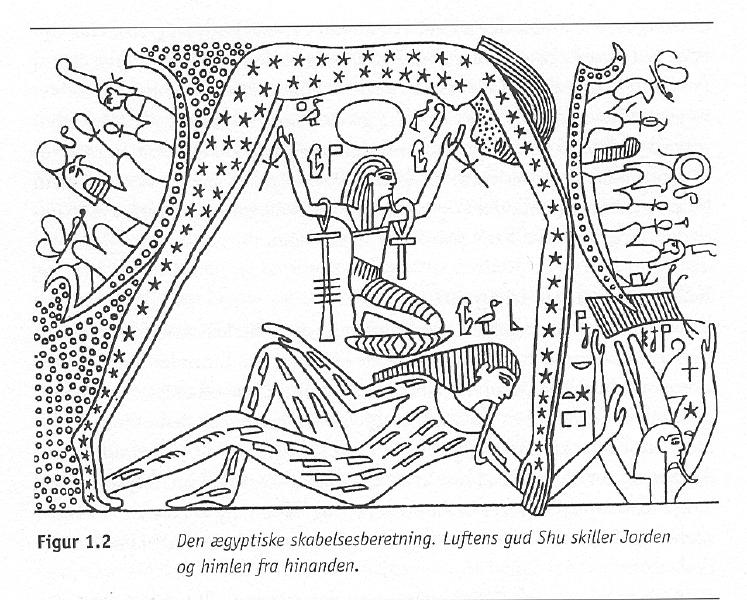 Figur 1.2 Den ægyptiske skabelsesberetning. Luftens gud Shu skiller Jorden
og himlen fra hinanden.